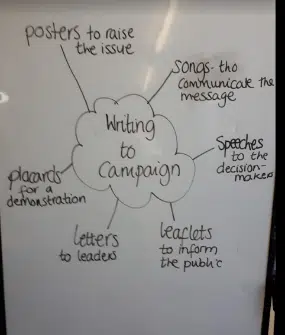 posters to raise
the issue
songs - tho
communicate the
message
Writing
to
Campaign
Speeches
to the
decision-
makers
placards
for a
demonstration
letters
to leaders
leaflets
to inform
the public